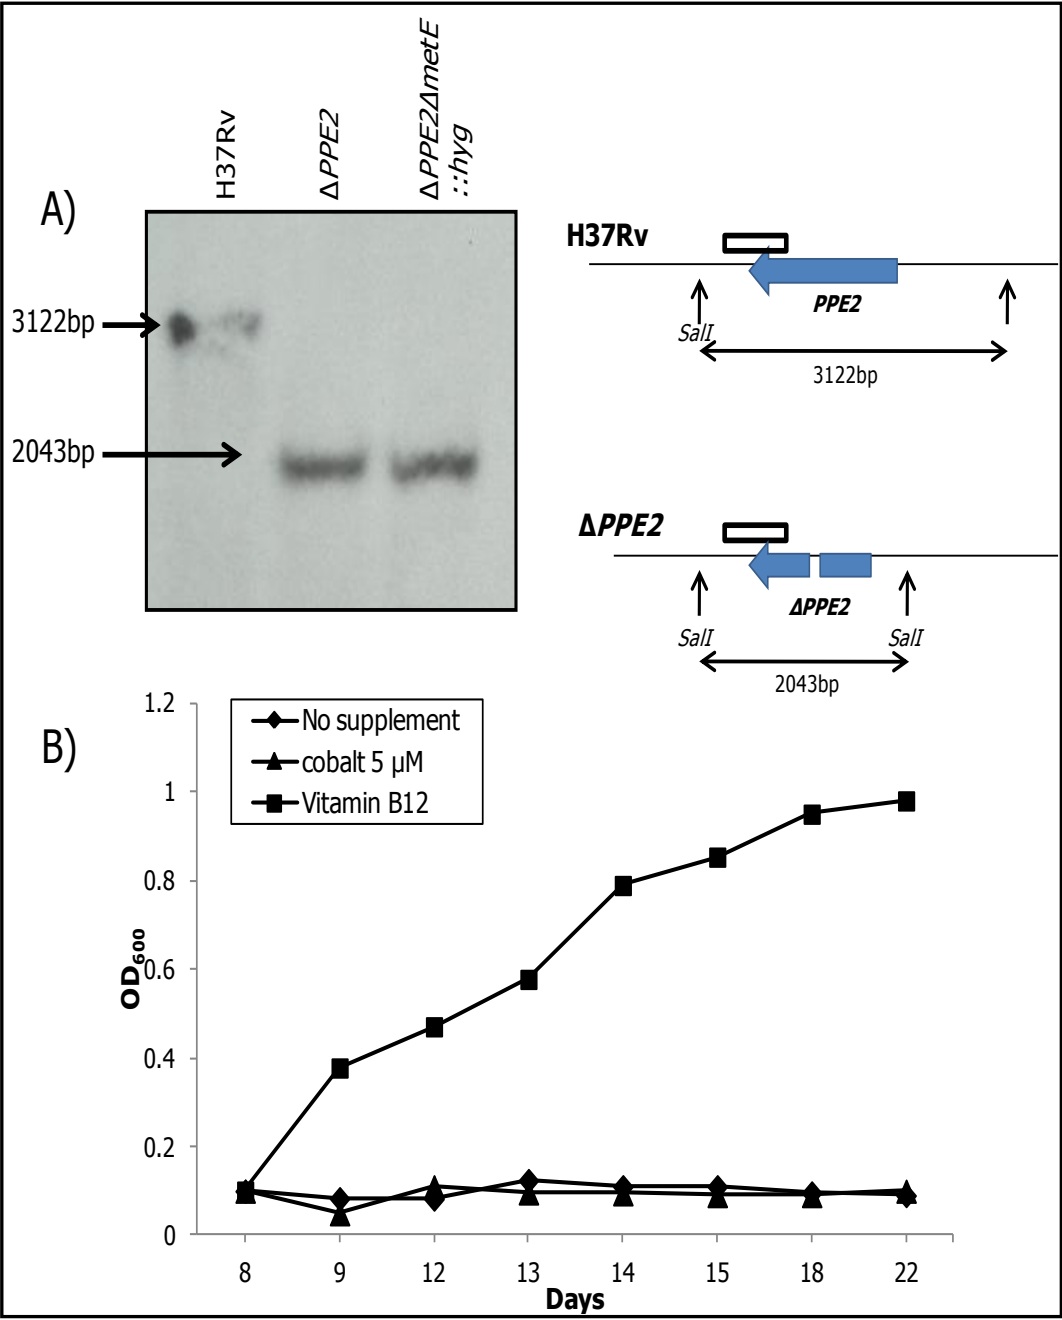 A)
H37Rv
ΔPPE2
ΔPPE2ΔmetE
::hyg
3122bp
2043bp
H37Rv
PPE2
SalI
3122bp
ΔPPE2
ΔPPE2
SalI
SalI
2043bp
B)
No supplement
cobalt 5 μM
Vitamin B12
1.2
1
0.8
0.6
0.4
0.2
0
OD600
8 9 12 13 14 15 18 22
Days